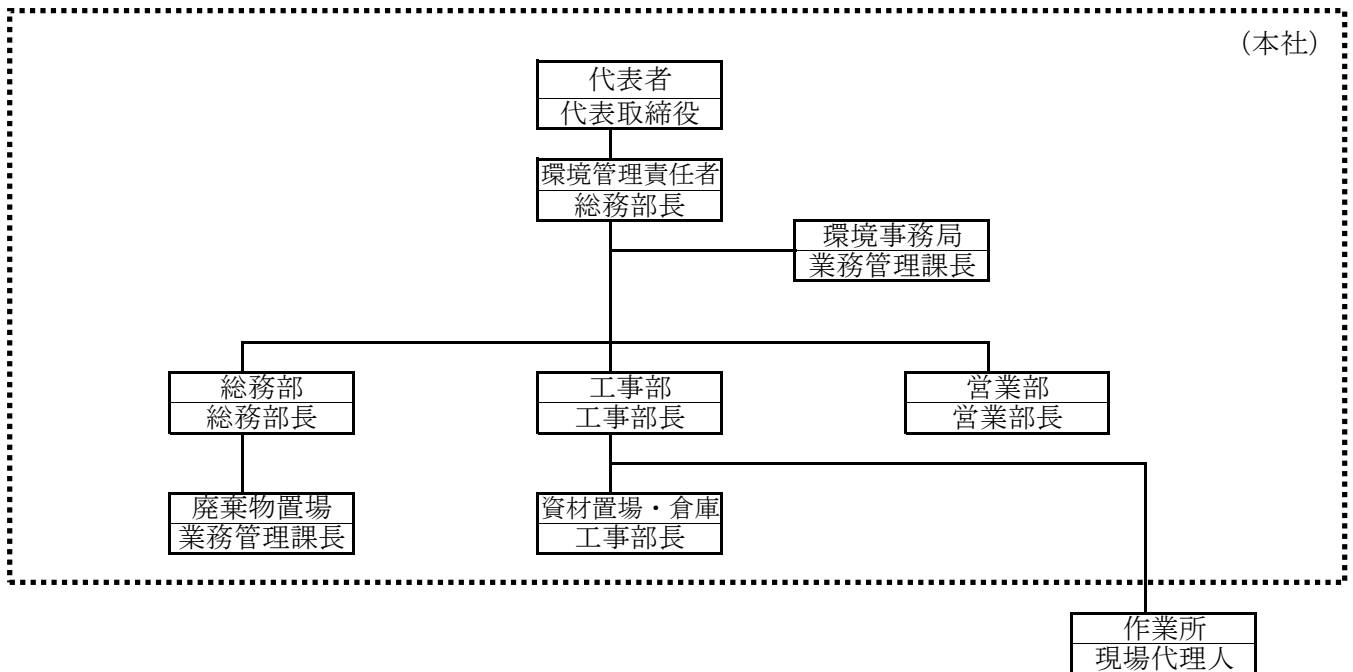 （本社）
代表者
代表取締役
環境管理責任者
総務部長
環境事務局
業務管理課長
総務部
総務部長
工事部
工事部長
営業部
営業部長
廃棄物置場
業務管理課長
資材置場・倉庫
工事部長
作業所
現場代理人